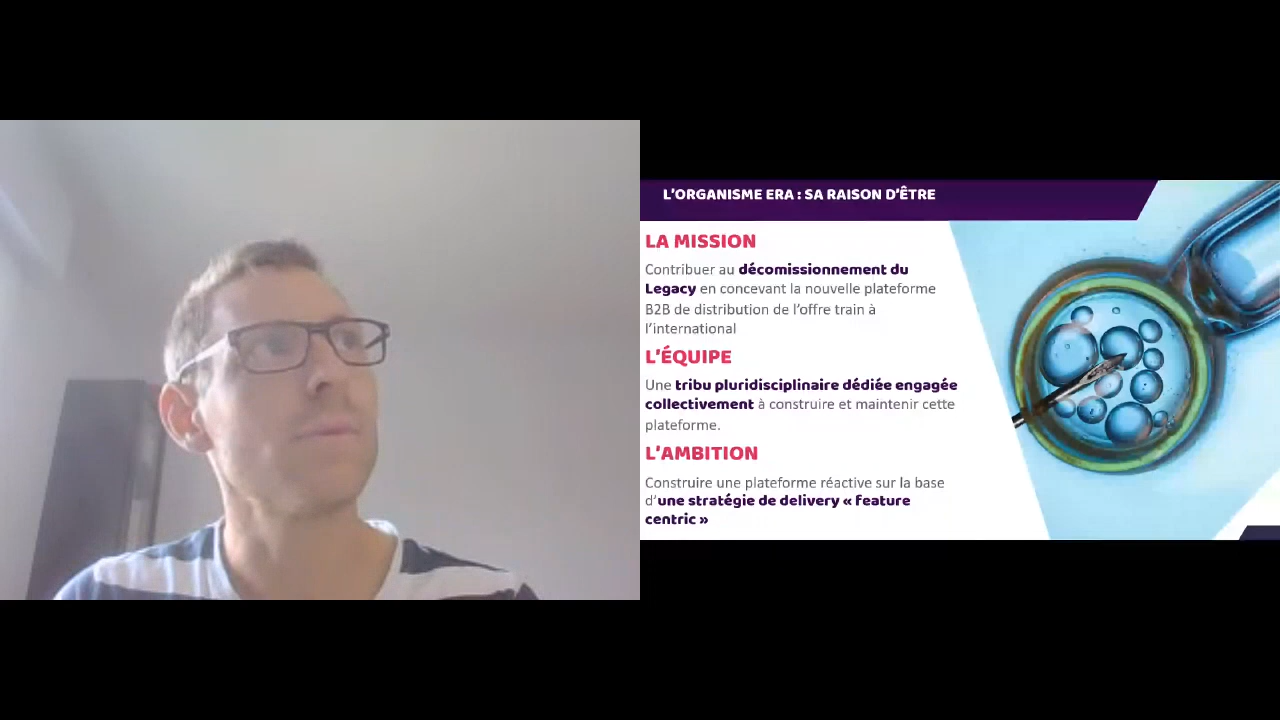 L'ORGANISME ERA : SA RAISON D'ÊTRE
LA MISSION
Contribuer au décomissionnement du
Legacy en concevant la nouvelle plateforme
B2B de distribution de l'offre train à
l'international
L'ÉQUIPE
Une tribu pluridisciplinaire dédiée engagée
collectivement à construire et maintenir cette
plateforme.
L'AMBITION
Construire une plateforme réactive sur la base
d'une stratégie de delivery « feature
centric »